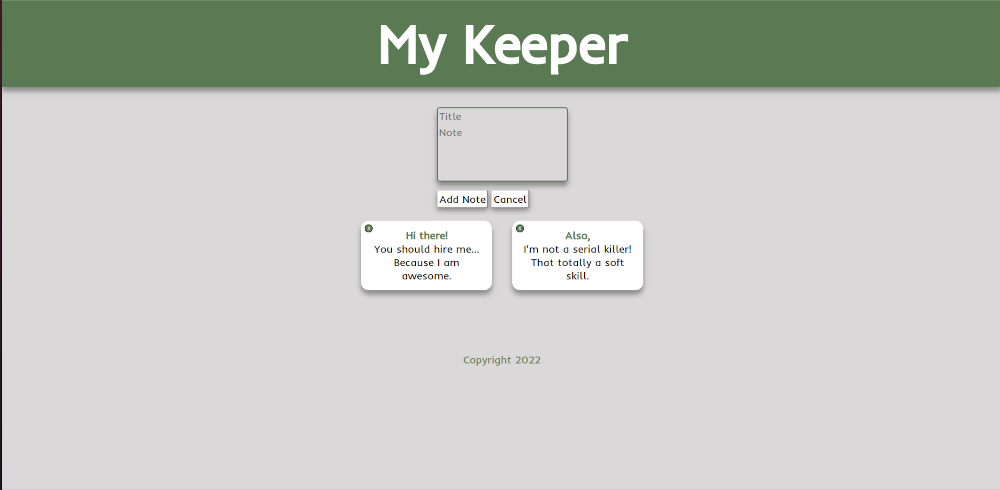 My Keeper
Title
Note
Add Note Cancel
Hi there!
You should hire me...
Because I am
awesome.
Also,
I'm not a serial killer!
That totally a soft
skill.
Copyright 2022